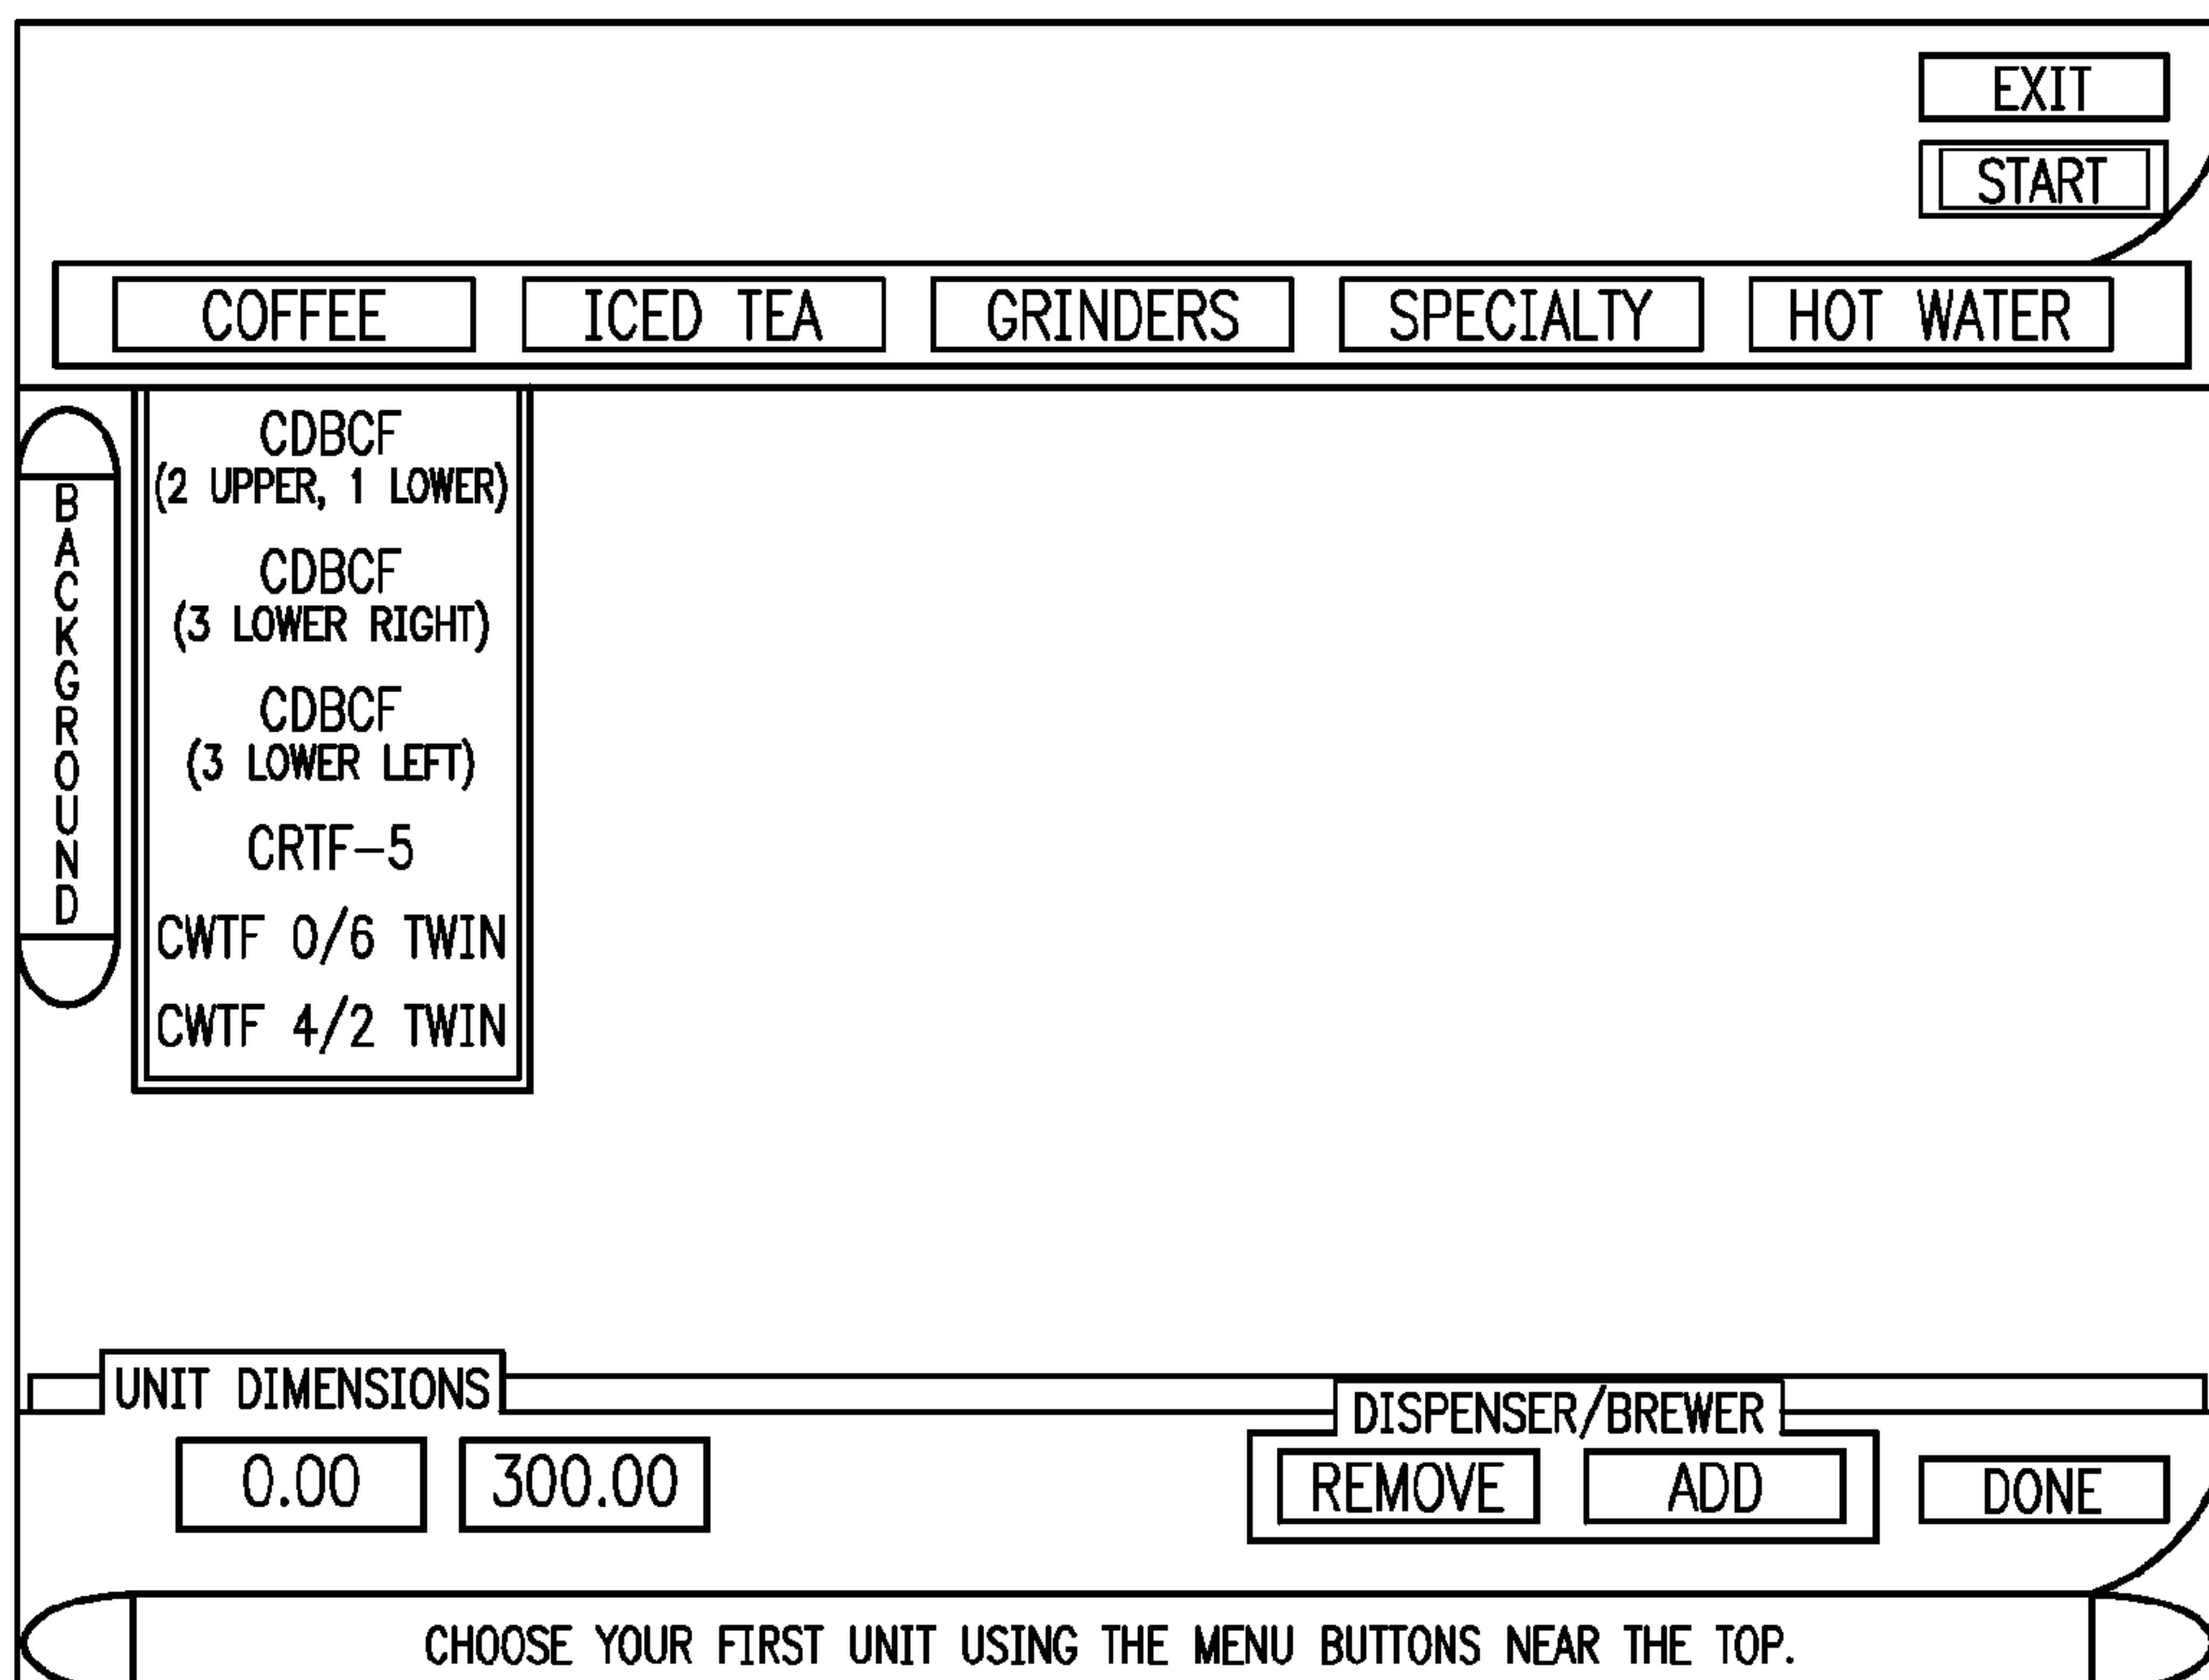 EXIT
START
COFFEE
ICED TEA
GRINDERS
SPECIALTY
HOT WATER
BACKGROUND
CDBCF
(2 UPPER, 1 LOWER)
CDBCF
(3 LOWER RIGHT)
CDBCF
(3 LOWER LEFT)
CRTF-5
CWTF 0/6 TWIN
CWTF 4/2 TWIN
UNIT DIMENSIONS
0.00
300.00
DISPENSER/BREWER
REMOVE
ADD
DONE
CHOOSE YOUR FIRST UNIT USING THE MENU BUTTONS NEAR THE TOP.